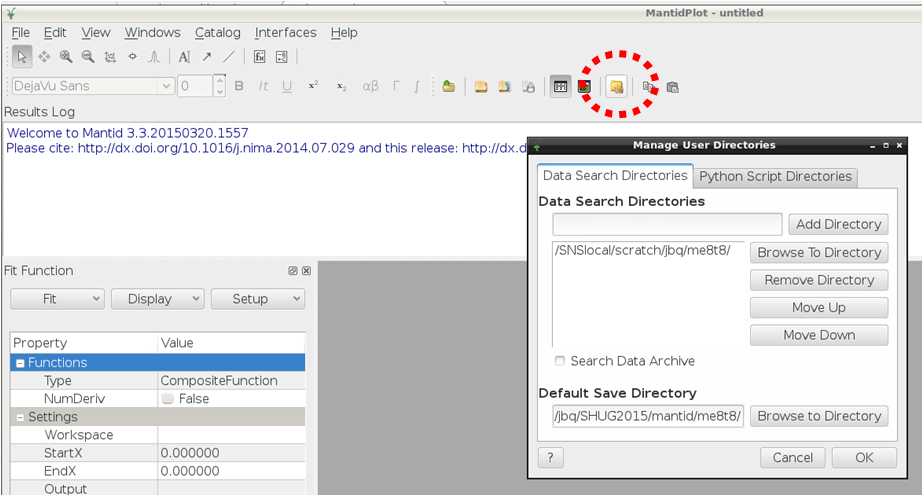 MantidPlot - untitled
File Edit View Windows Catalog Interfaces Help
DejaVu Sans 0 B It U x² x₂ αβ Γ ∫
Results Log
Welcome to Mantid 3.3.20150320.1557
Please cite: http://dx.doi.org/10.1016/j.nima.2014.07.029 and this release: http://dx.d
Manage User Directories
Data Search Directories Python Script Directories
Data Search Directories
Add Directory
/SNSlocal/scratch/jbq/me8t8/
Browse To Directory
Remove Directory
Move Up
Move Down
Search Data Archive
Default Save Directory
/jbq/SHUG2015/mantid/me8t8/ Browse to Directory
? Cancel OK
Fit Function
Fit Display Setup
Property Value
Functions
Type CompositeFunction
NumDeriv False
Settings
Workspace
StartX 0.000000
EndX 0.000000
Output